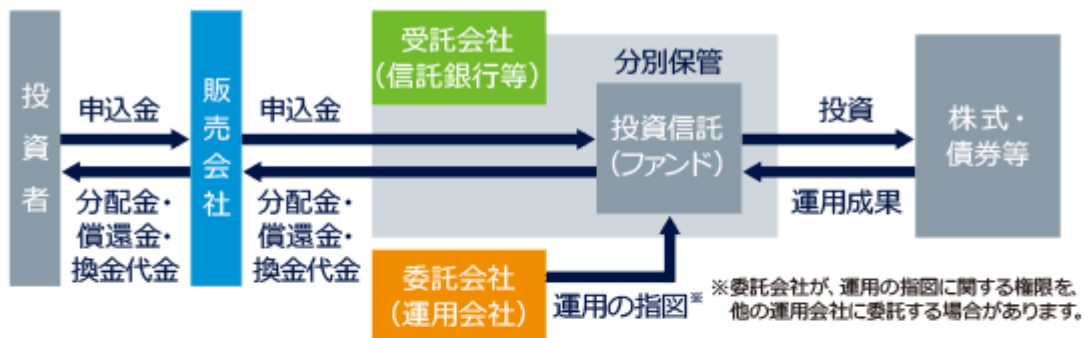 投資者
申込金
分配金・
償還金・
換金代金
販売会社
申込金
分配金・
償還金・
換金代金
受託会社
（信託銀行等）
分別保管
投資信託
（ファンド）
委託会社
（運用会社）
運用の指図※
投資
運用成果
株式・
債券等
※委託会社が、運用の指図に関する権限を、
他の運用会社に委託する場合があります。